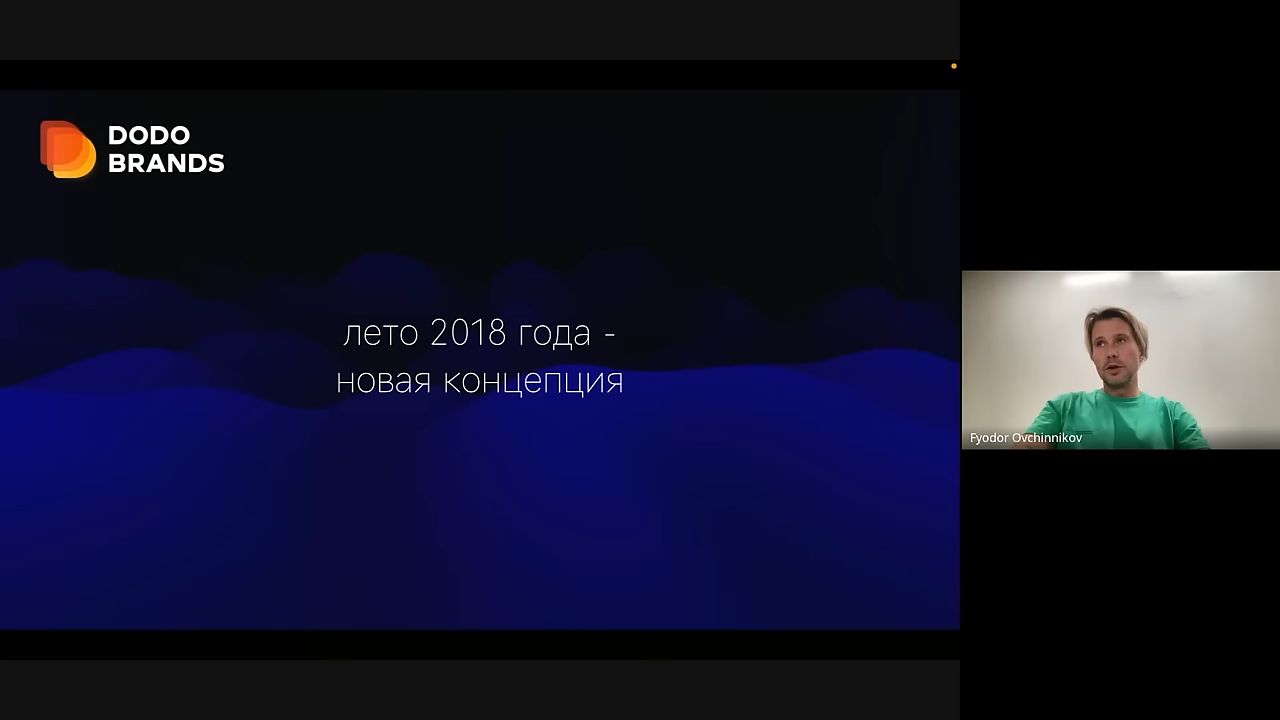 DODO
BRANDS
лето 2018 года -
новая концепция
Fyodor Ovchinnikov